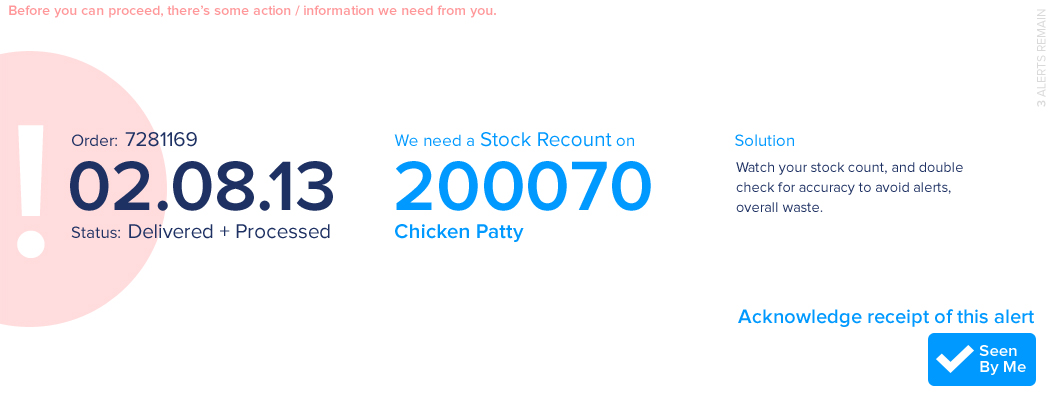 Before you can proceed, there's some action / information we need from you.
3 ALERTS REMAIN
!
Order: 7281169
02.08.13
Status: Delivered + Processed
We need a Stock Recount on
200070
Chicken Patty
Solution
Watch your stock count, and double
check for accuracy to avoid alerts,
overall waste.
Acknowledge receipt of this alert
Seen
By Me